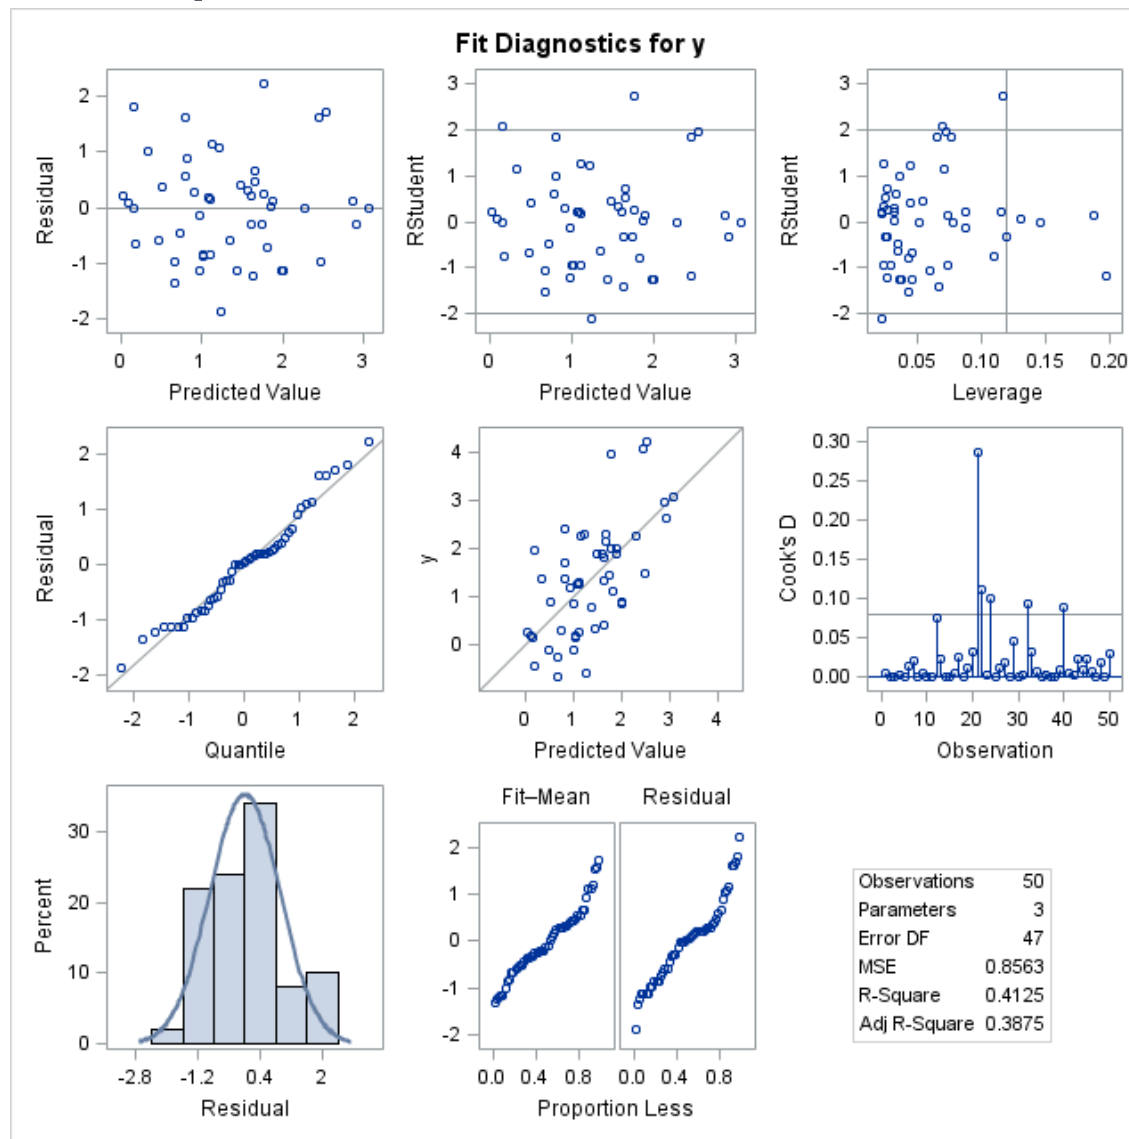 Fit Diagnostics for y
2
1
0
-1
-2
Residual
0 1 2 3
Predicted Value
3
2
1
0
-1
-2
RStudent
0 1 2 3
Predicted Value
3
2
1
0
-1
-2
RStudent
0.05 0.10 0.15 0.20
Leverage
2
1
0
-1
-2
Residual
-2 -1 0 1 2
Quantile
4
3
2
1
0
y
0 1 2 3 4
Predicted Value
0.30
0.25
0.20
0.15
0.10
0.05
0.00
Cook's D
0 10 20 30 40 50
Observation
30
20
10
0
Percent
-2.8 -1.2 0.4 2
Residual
Fit–Mean Residual
2
1
0
-1
-2
0.0 0.4 0.8 0.0 0.4 0.8
Proportion Less
Observations 50
Parameters 3
Error DF 47
MSE 0.8563
R-Square 0.4125
Adj R-Square 0.3875